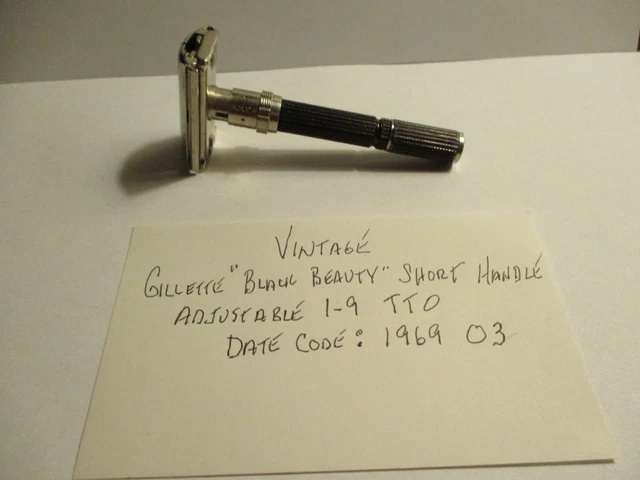 VINTAGE
GILLETTE "BLACK BEAUTY" SHORT HANDLE
ADJUSTABLE 1-9 TTO
DATE CODE: 1969 O3